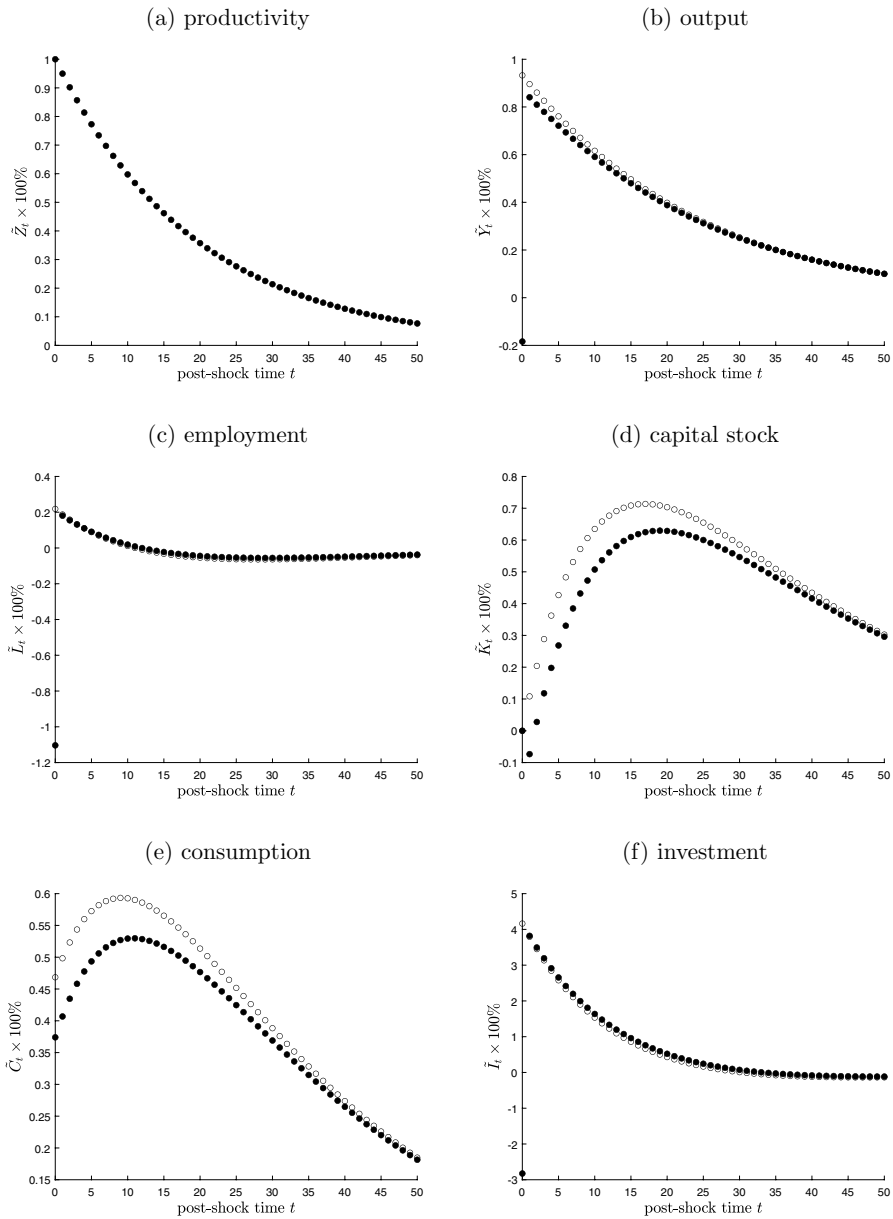 (a) productivity
Z̃t × 100%
1
0.9
0.8
0.7
0.6
0.5
0.4
0.3
0.2
0.1
0
0 5 10 15 20 25 30 35 40 45 50
post-shock time t
(b) output
Ỹt × 100%
1
0.8
0.6
0.4
0.2
0
-0.2
0 5 10 15 20 25 30 35 40 45 50
post-shock time t
(c) employment
L̃t × 100%
0.4
0.2
0
-0.2
-0.4
-0.6
-0.8
-1
-1.2
0 5 10 15 20 25 30 35 40 45 50
post-shock time t
(d) capital stock
K̃t × 100%
0.8
0.7
0.6
0.5
0.4
0.3
0.2
0.1
0
-0.1
0 5 10 15 20 25 30 35 40 45 50
post-shock time t
(e) consumption
C̃t × 100%
0.6
0.55
0.5
0.45
0.4
0.35
0.3
0.25
0.2
0.15
0 5 10 15 20 25 30 35 40 45 50
post-shock time t
(f) investment
Ĩt × 100%
5
4
3
2
1
0
-1
-2
-3
0 5 10 15 20 25 30 35 40 45 50
post-shock time t